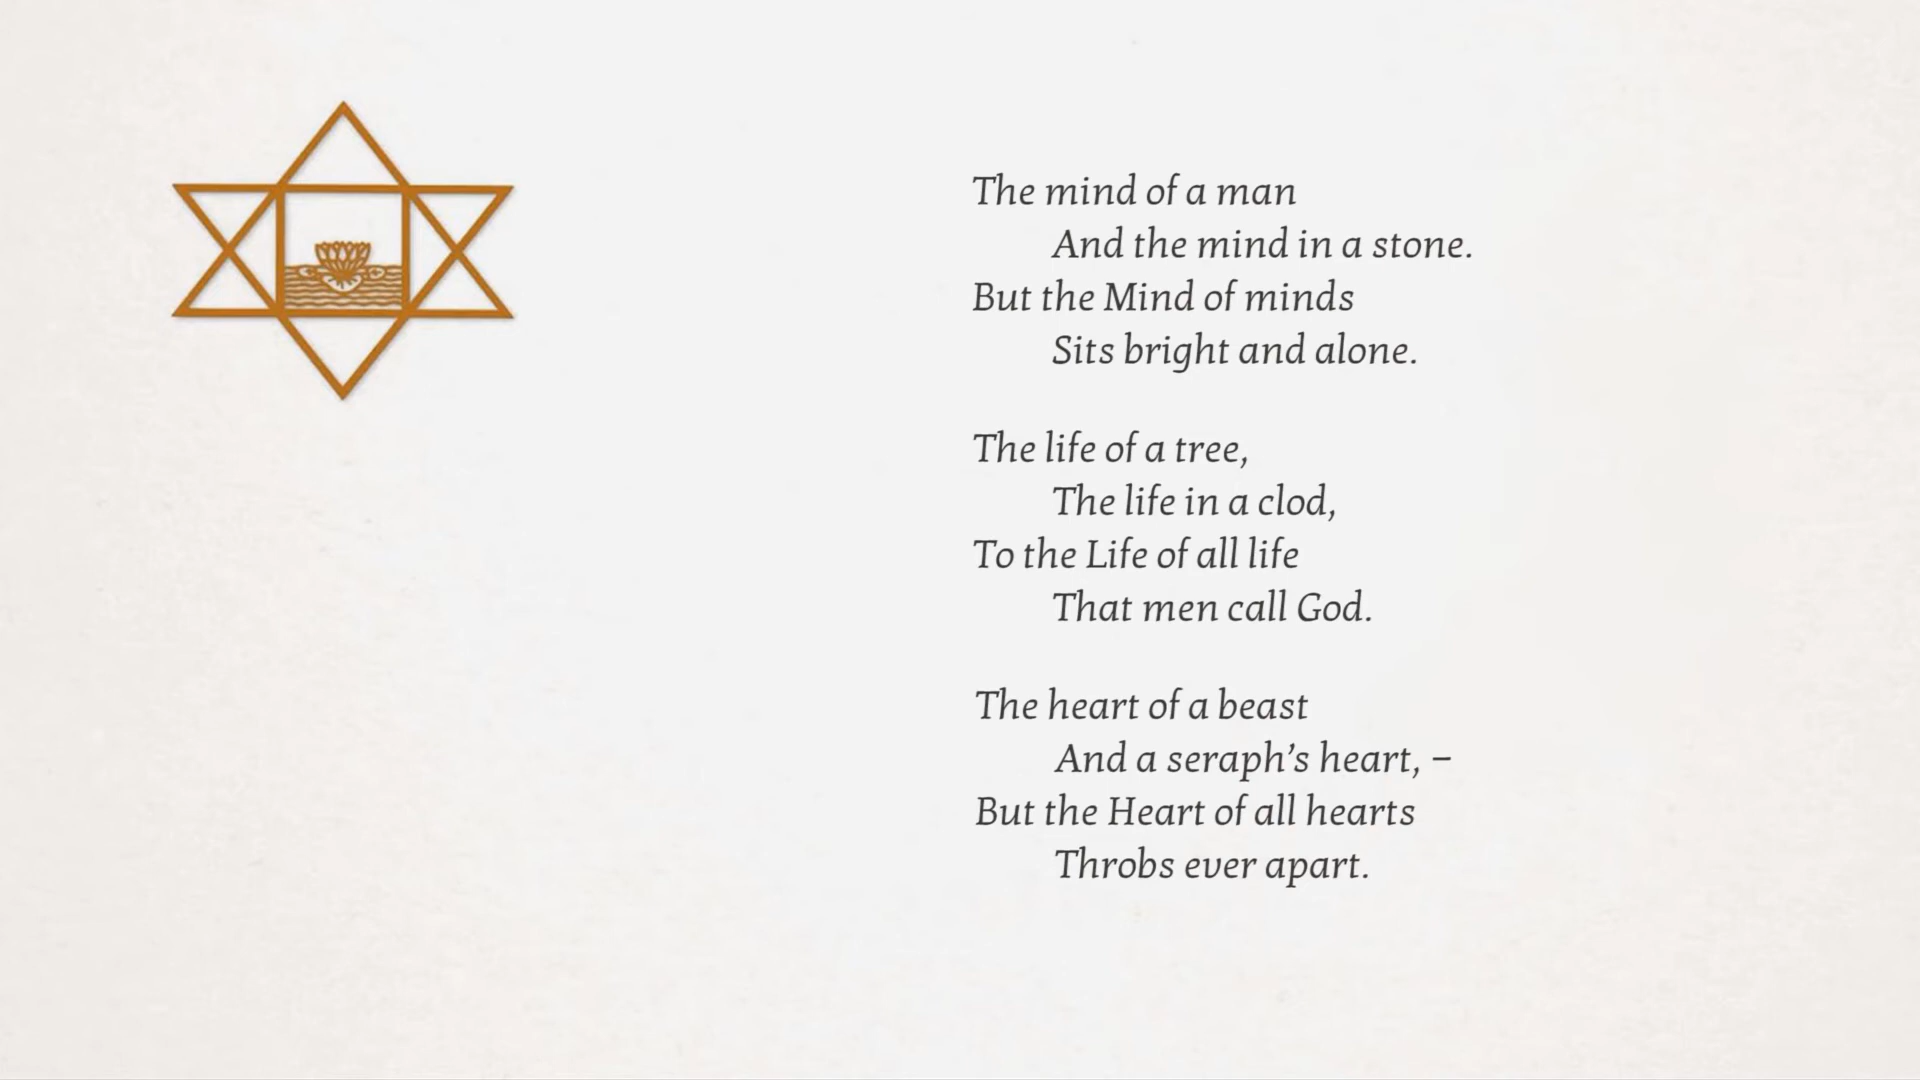 The mind of a man
And the mind in a stone.
But the Mind of minds
Sits bright and alone.
The life of a tree,
The life in a clod,
To the Life of all life
That men call God.
The heart of a beast
And a seraph’s heart, –
But the Heart of all hearts
Throbs ever apart.